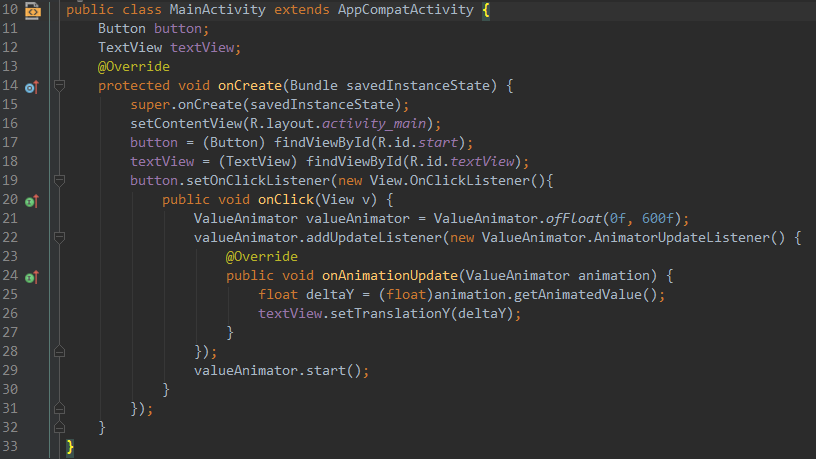 10 public class MainActivity extends AppCompatActivity {
11     Button button;
12     TextView textView;
13     @Override
14     protected void onCreate(Bundle savedInstanceState) {
15         super.onCreate(savedInstanceState);
16         setContentView(R.layout.activity_main);
17         button = (Button) findViewById(R.id.start);
18         textView = (TextView) findViewById(R.id.textView);
19         button.setOnClickListener(new View.OnClickListener(){
20             public void onClick(View v) {
21                 ValueAnimator valueAnimator = ValueAnimator.ofFloat(0f, 600f);
22                 valueAnimator.addUpdateListener(new ValueAnimator.AnimatorUpdateListener() {
23                     @Override
24                     public void onAnimationUpdate(ValueAnimator animation) {
25                         float deltaY = (float)animation.getAnimatedValue();
26                         textView.setTranslationY(deltaY);
27                     }
28                 });
29                 valueAnimator.start();
30             }
31         });
32     }
33 }